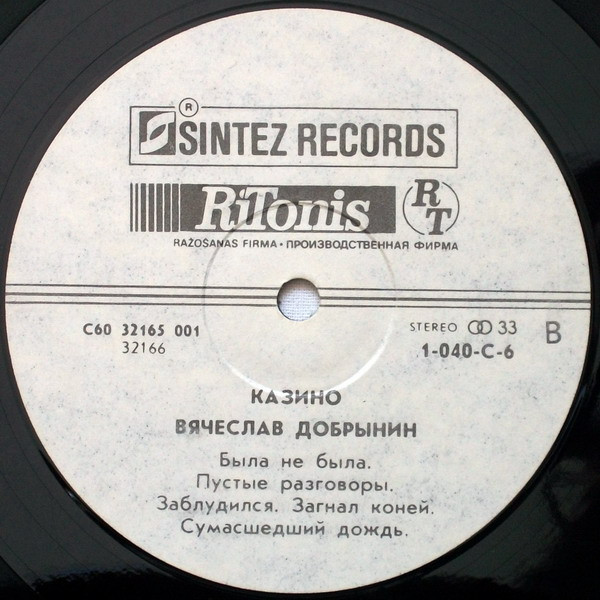 ®
SINTEZ RECORDS
RiTonis RT
RAŽOŠANAS FIRMA • ПРОИЗВОДСТВЕННАЯ ФИРМА
C60 32165 001
32166
STEREO 33 B
1-040-C-6
КАЗИНО
ВЯЧЕСЛАВ ДОБРЫНИН
Была не была.
Пустые разговоры.
Заблудился. Загнал коней.
Сумасшедший дождь.